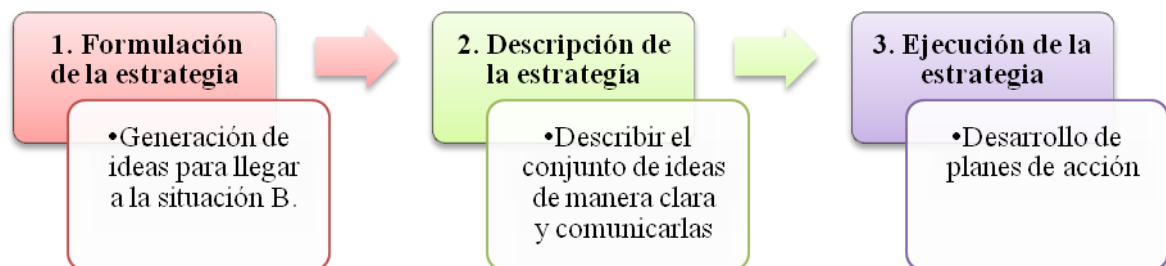 1. Formulación
de la estrategia
•Generación de
ideas para llegar
a la situación B.
2. Descripción de
la estrategía
•Describir el
conjunto de ideas
de manera clara
y comunicarlas
3. Ejecución de la
estrategia
•Desarrollo de
planes de acción